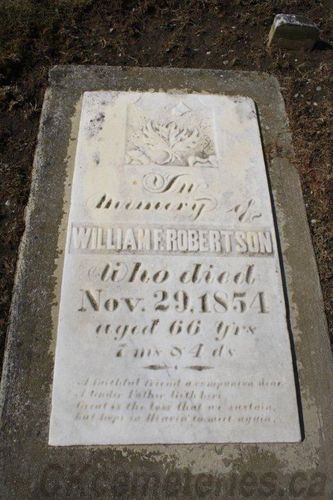 In
memory of
WILLIAM F. ROBERTSON
Who died
Nov. 29, 1854
aged 66 Yrs
7 ms & 4 ds
A faithful friend a companion dear
A tender Father lieth here
Great is the loss that we sustain,
but hope in Heaven to meet again.
cemeteries.ca